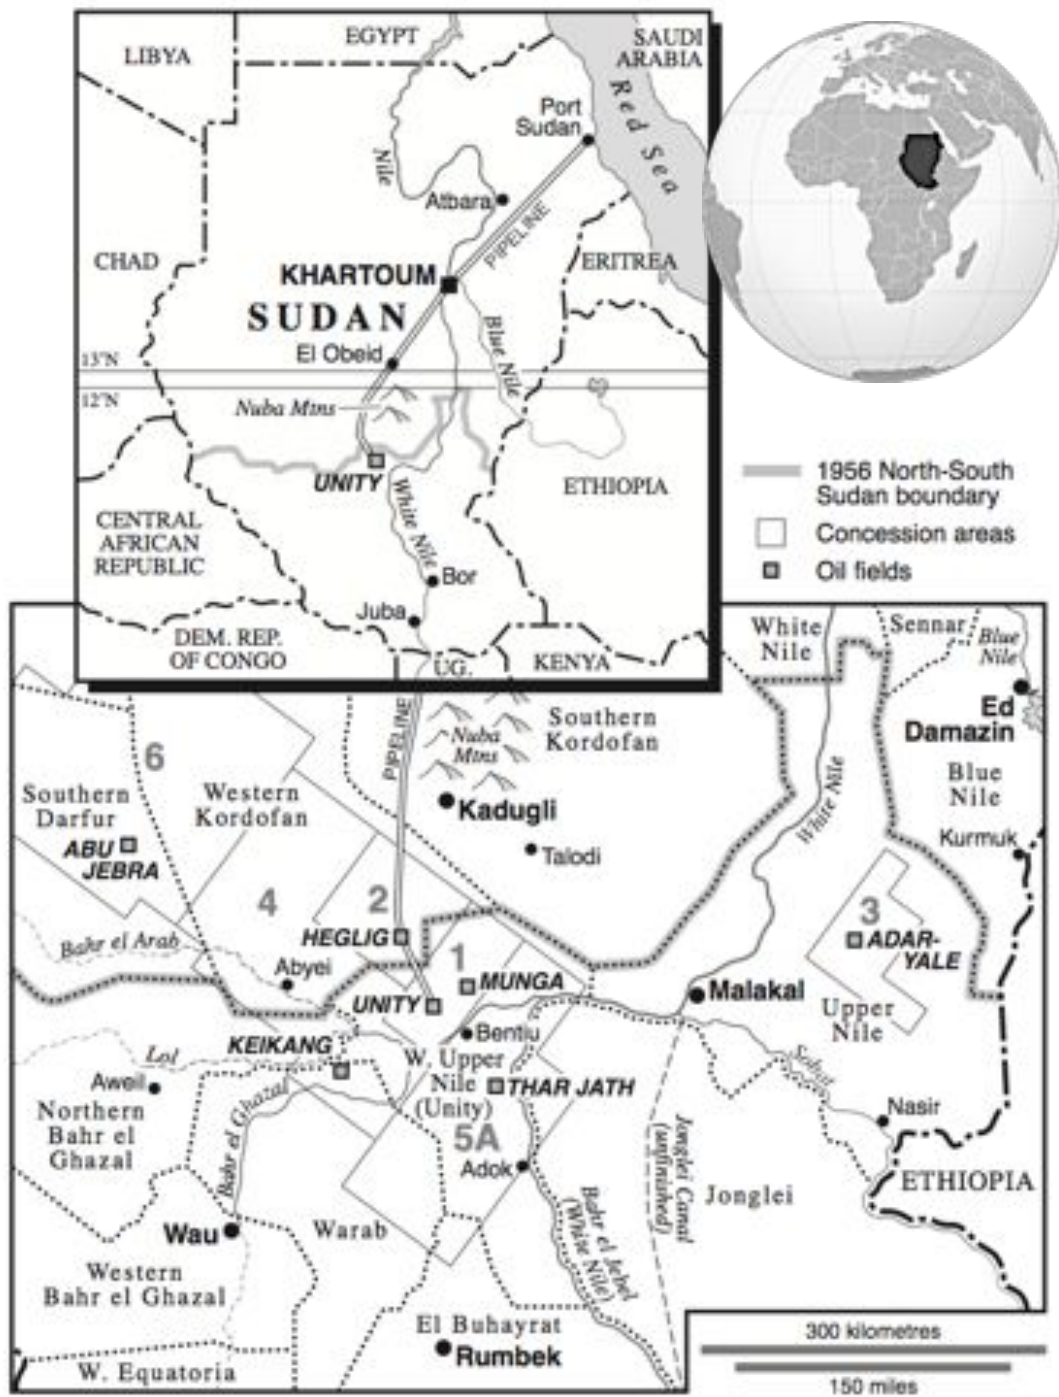 LIBYA
EGYPT
SAUDI
ARABIA
Red Sea
Port
Sudan
Nile
Atbara
PIPELINE
CHAD
KHARTOUM
ERITREA
SUDAN
El Obeid
Blue Nile
13°N
12°N
Nuba Mtns
UNITY
White Nile
ETHIOPIA
CENTRAL
AFRICAN
REPUBLIC
Bor
Juba
DEM. REP.
OF CONGO
UG.
KENYA
1956 North-South
Sudan boundary
Concession areas
Oil fields
White
Nile
Sennar
Blue
Nile
Ed
Damazin
Blue
Nile
Kurmuk
PIPELINE
Nuba
Mtns
Southern
Kordofan
White Nile
6
Southern
Darfur
Western
Kordofan
Kadugli
ABU
JEBRA
Talodi
4
2
3
HEGLIG
ADAR-
YALE
Bahr el Arab
Abyei
1
MUNGA
UNITY
Malakal
Upper
Nile
KEIKANG
Bentiu
Lol
W. Upper
Nile
(Unity)
THAR JATH
Sobat
Aweil
Nasir
Northern
Bahr el
Ghazal
Bahr el Ghazal
5A
Adok
Jonglei Canal
(unfinished)
Jonglei
ETHIOPIA
Bahr el Jebel
(White Nile)
Wau
Warab
Western
Bahr el Ghazal
El Buhayrat
Rumbek
W. Equatoria
300 kilometres
150 miles